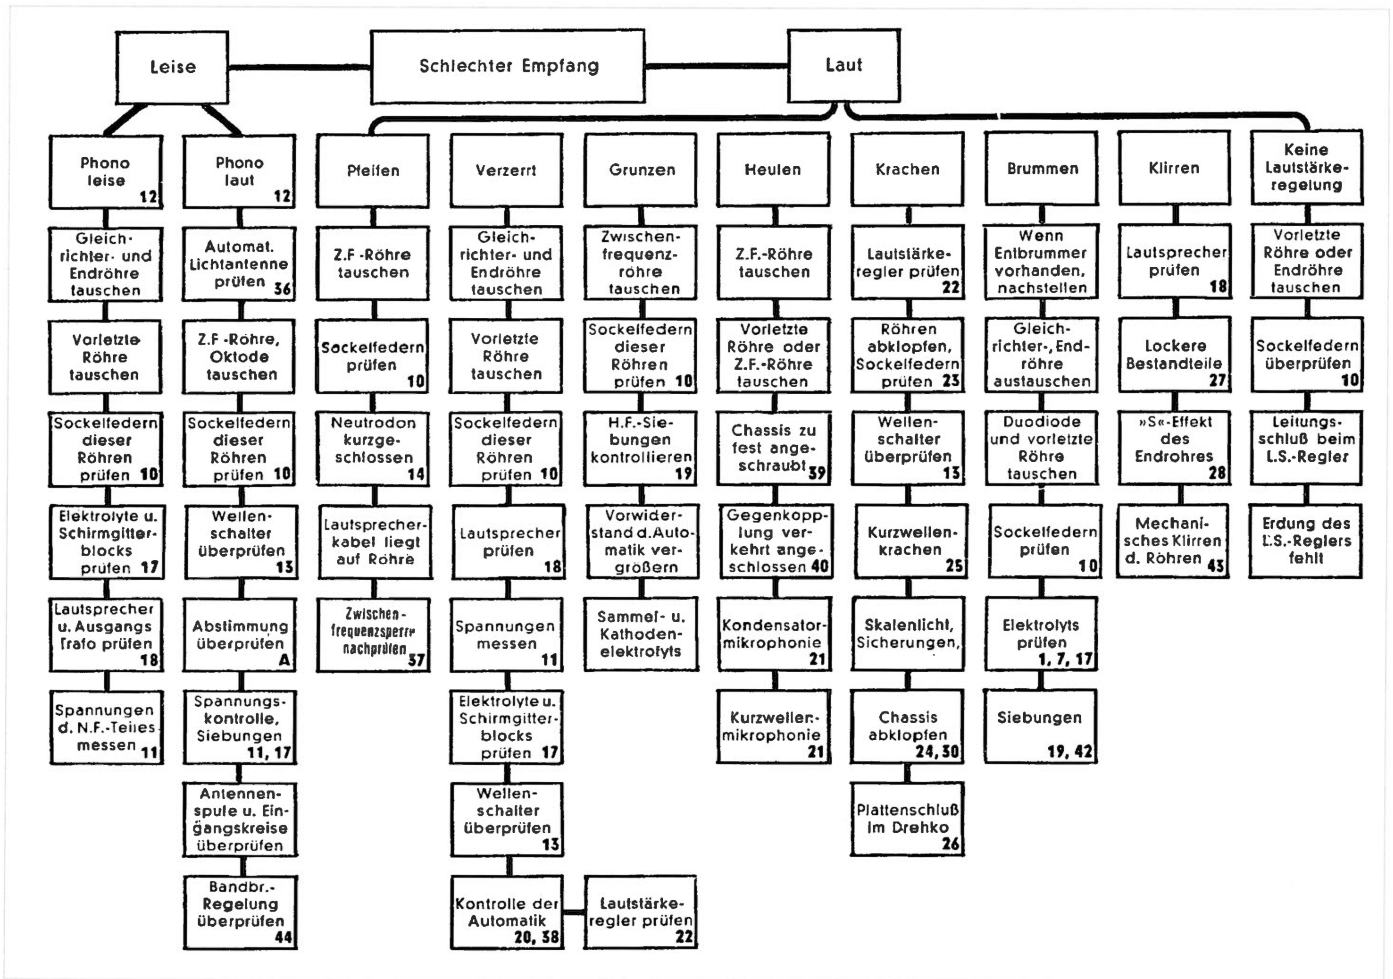 Leise
Schlechter Empfang
Laut
Phono
leise
12
Gleich-
richter- und
Endröhre
tauschen
Vorletzte
Röhre
tauschen
Sockelfedern
dieser
Röhren
prüfen 10
Elektrolyte u.
Schirmgitter-
blocks
prüfen 17
Lautsprecher
u. Ausgangs
Trafo prüfen
18
Spannungen
d. N.F.-Teiles
messen 11
Phono
laut
12
Automat.
Lichtantenne
prüfen 36
Z.F.-Röhre,
Oktode
tauschen
Sockelfedern
dieser
Röhren
prüfen 10
Wellen-
schalter
überprüfen
13
Abstimmung
überprüfen
A
Spannungs-
kontrolle,
Siebungen
11, 17
Antennen-
spule u. Ein-
gangskreise
überprüfen
Bandbr.-
Regelung
überprüfen
44
Pfeifen
Z.F.-Röhre
tauschen
Sockelfedern
prüfen
10
Neutrodon
kurzge-
schlossen
14
Lautsprecher-
kabel liegt
auf Röhre
Zwischen-
frequenzsperre
nachprüfen
37
Verzerrt
Gleich-
richter- und
Endröhre
tauschen
Vorletzte
Röhre
tauschen
Sockelfedern
dieser
Röhren
prüfen 10
Lautsprecher
prüfen
18
Spannungen
messen
11
Elektrolyte u.
Schirmgitter-
blocks
prüfen 17
Wellen-
schalter
überprüfen
13
Kontrolle der
Automatik
20, 38
Lautstärke-
regler prüfen
22
Grunzen
Zwischen-
frequenz-
röhre
tauschen
Sockelfedern
dieser
Röhren
prüfen 10
H.F.-Sie-
bungen
kontrollieren
19
Vorwider-
stand d. Auto-
matik ver-
größern
Sammel- u.
Kathoden-
elektrolyts
Heulen
Z.F.-Röhre
tauschen
Vorletzte
Röhre oder
Z.F.-Röhre
tauschen
Chassis zu
fest ange-
schraubt 39
Gegenkopp-
lung ver-
kehrt ange-
schlossen 40
Kondensator-
mikrophonie
21
Kurzwellen-
mikrophonie
21
Krachen
Lautstärke-
regler prüfen
22
Röhren
abklopfen,
Sockelfedern
prüfen 23
Wellen-
schalter
überprüfen
13
Kurzwellen-
krachen
25
Skalenlicht,
Sicherungen,
Chassis
abklopfen
24, 30
Plattenschluß
im Drehko
26
Brummen
Wenn
Entbrummer
vorhanden,
nachstellen
Gleich-
richter-, End-
röhre
austauschen
Duodiode
und vorletzte
Röhre
tauschen
Sockelfedern
prüfen
10
Elektrolyts
prüfen
1, 7, 17
Siebungen
19, 42
Klirren
Lautsprecher
prüfen
18
Lockere
Bestandteile
27
»S«-Effekt
des
Endrohres
28
Mechani-
sches Klirren
d. Röhren 43
Keine
Lautstärke-
regelung
Vorletzte
Röhre oder
Endröhre
tauschen
Sockelfedern
überprüfen
10
Leitungs-
schluß beim
L.S.-Regler
Erdung des
L.S.-Reglers
fehlt